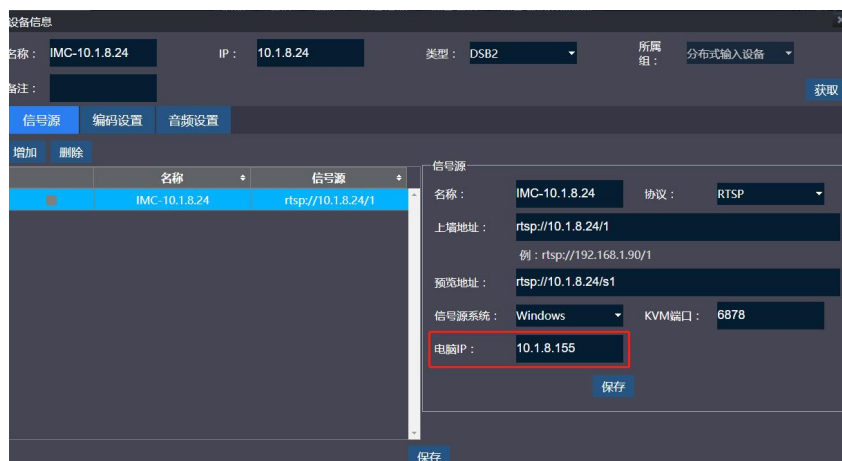 设备信息
名称： IMC-10.1.8.24 IP： 10.1.8.24 类型： DSB2 所属组： 分布式输入设备
备注：
获取
信号源 编码设置 音频设置
增加 删除
名称 信号源
IMC-10.1.8.24 rtsp://10.1.8.24/1
信号源
名称： IMC-10.1.8.24 协议： RTSP
上墙地址： rtsp://10.1.8.24/1
例：rtsp://192.168.1.90/1
预览地址： rtsp://10.1.8.24/s1
信号源系统： Windows KVM端口： 6878
电脑IP： 10.1.8.155
保存
保存